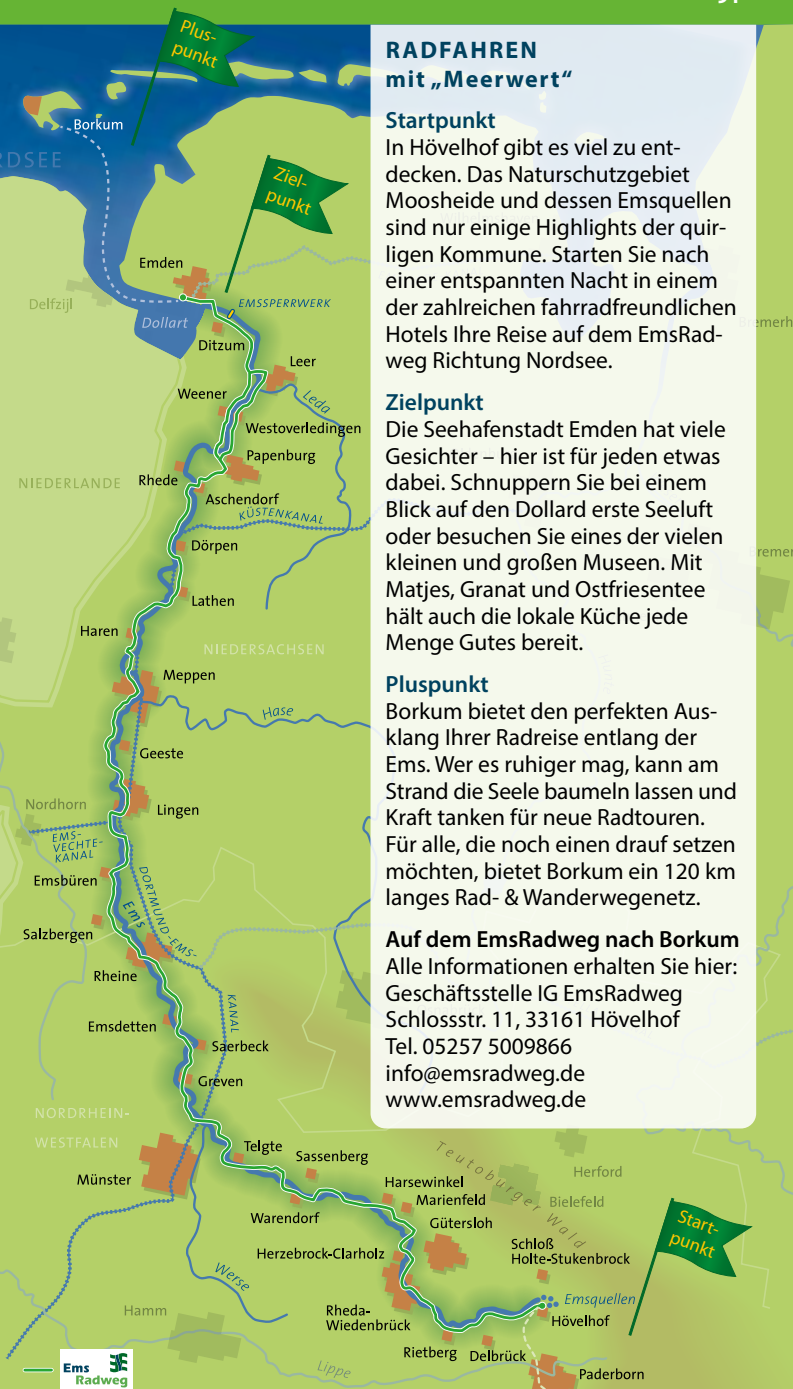 Plus-
punkt
Borkum
RDSEE
Ziel-
punkt
Emden
Delfzijl
EMSSPERRWERK
Dollart
Ditzum
Leer
Weener
Leda
Westoverledingen
Papenburg
NIEDERLANDE
Rhede
Aschendorf
KÜSTENKANAL
Dörpen
Lathen
Haren
NIEDERSACHSEN
Meppen
Hase
Geeste
Nordhorn
Lingen
EMS-
VECHTE-
KANAL
Emsbüren
DORTMUND-EMS-
KANAL
Ems
Salzbergen
Rheine
Emsdetten
Saerbeck
Greven
NORDRHEIN-
WESTFALEN
Münster
Telgte
Sassenberg
Warendorf
Harsewinkel
Marienfeld
Gütersloh
Teutoburger Wald
Herford
Bielefeld
Herzebrock-Clarholz
Schloß
Holte-Stukenbrock
Start-
punkt
Werse
Emsquellen
Hövelhof
Rheda-
Wiedenbrück
Hamm
Rietberg
Delbrück
Lippe
Paderborn
Ems
Radweg
RADFAHREN
mit „Meerwert“
Startpunkt
In Hövelhof gibt es viel zu ent-
decken. Das Naturschutzgebiet
Moosheide und dessen Emsquellen
sind nur einige Highlights der quir-
ligen Kommune. Starten Sie nach
einer entspannten Nacht in einem
der zahlreichen fahrradfreundlichen
Hotels Ihre Reise auf dem EmsRad-
weg Richtung Nordsee.
Zielpunkt
Die Seehafenstadt Emden hat viele
Gesichter – hier ist für jeden etwas
dabei. Schnuppern Sie bei einem
Blick auf den Dollard erste Seeluft
oder besuchen Sie eines der vielen
kleinen und großen Museen. Mit
Matjes, Granat und Ostfriesentee
hält auch die lokale Küche jede
Menge Gutes bereit.
Pluspunkt
Borkum bietet den perfekten Aus-
klang Ihrer Radreise entlang der
Ems. Wer es ruhiger mag, kann am
Strand die Seele baumeln lassen und
Kraft tanken für neue Radtouren.
Für alle, die noch einen drauf setzen
möchten, bietet Borkum ein 120 km
langes Rad- & Wanderwegenetz.
Auf dem EmsRadweg nach Borkum
Alle Informationen erhalten Sie hier:
Geschäftsstelle IG EmsRadweg
Schlossstr. 11, 33161 Hövelhof
Tel. 05257 5009866
info@emsradweg.de
www.emsradweg.de
Bremerh
Bremer